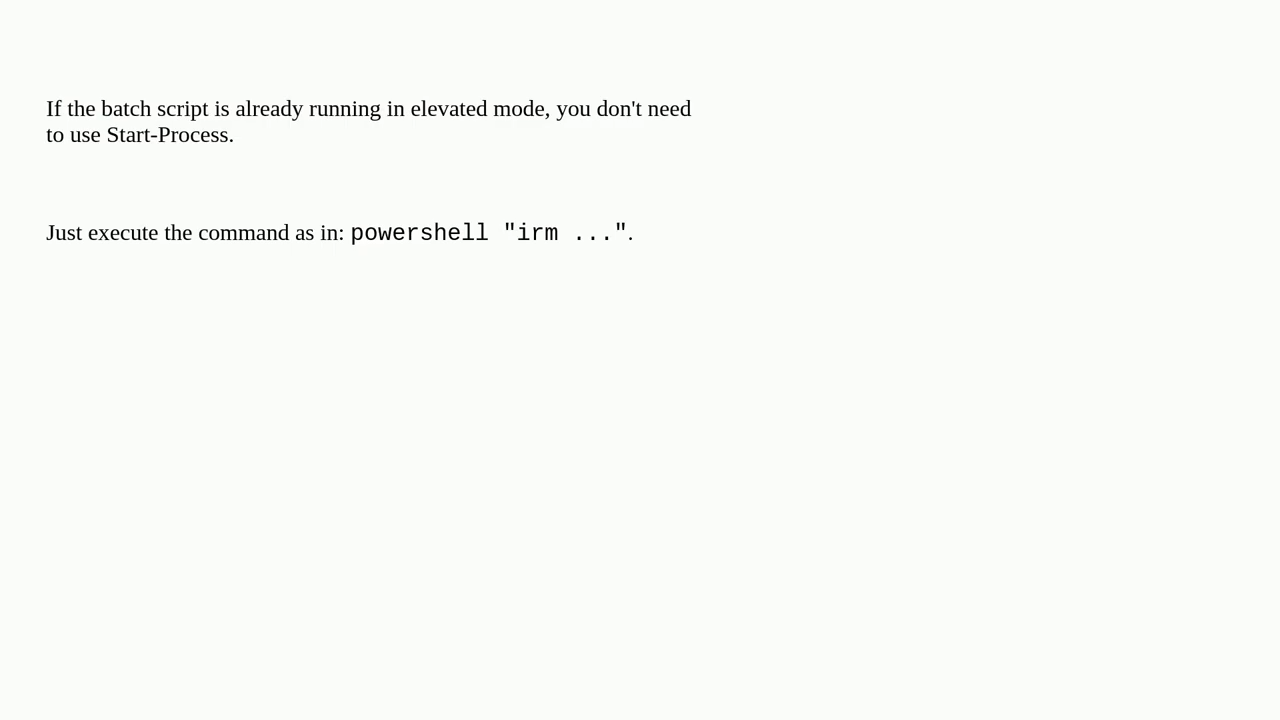 If the batch script is already running in elevated mode, you don't need
to use Start-Process.
Just execute the command as in: powershell "irm ...".